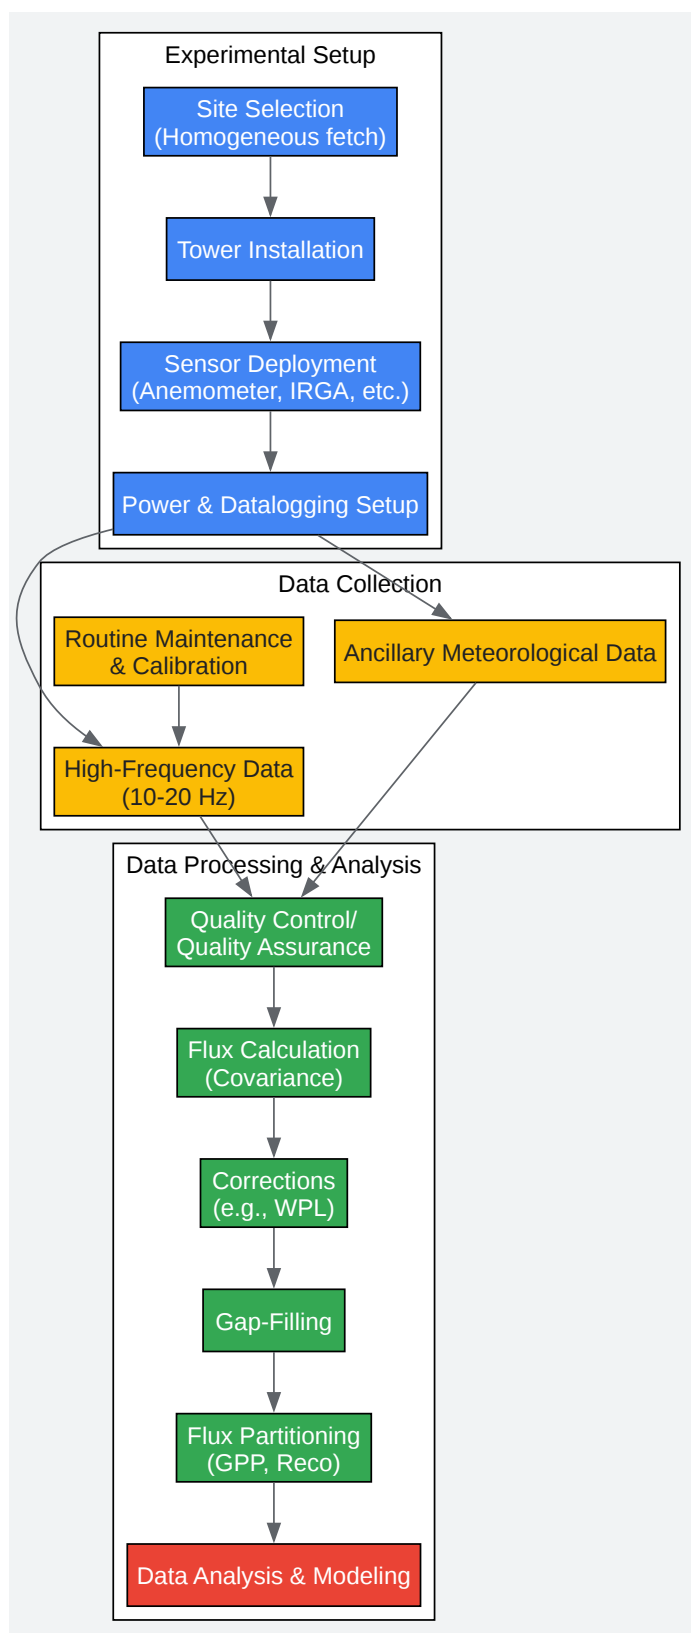 Experimental Setup
Site Selection
(Homogeneous fetch)
Tower Installation
Sensor Deployment
(Anemometer, IRGA, etc.)
Power & Datalogging Setup
Data Collection
Routine Maintenance
& Calibration
Ancillary Meteorological Data
High-Frequency Data
(10-20 Hz)
Data Processing & Analysis
Quality Control/
Quality Assurance
Flux Calculation
(Covariance)
Corrections
(e.g., WPL)
Gap-Filling
Flux Partitioning
(GPP, Reco)
Data Analysis & Modeling